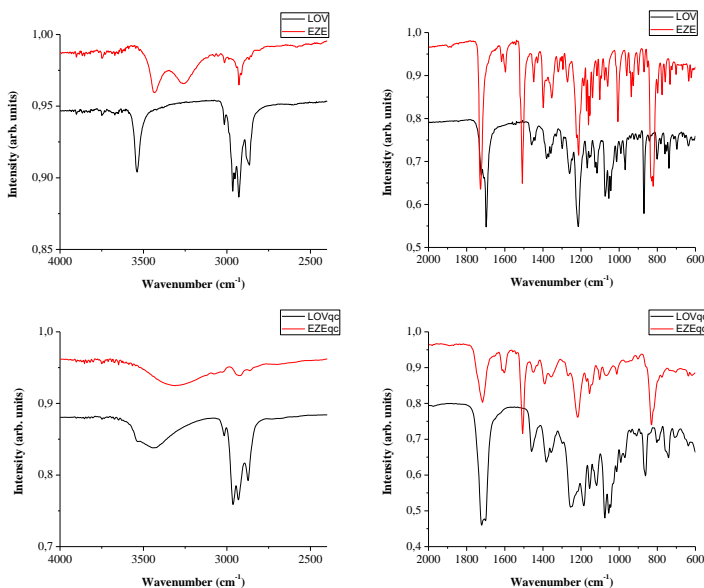 LOV
EZE
1,00
0,95
0,90
0,85
Intensity (arb. units)
4000 3500 3000 2500
Wavenumber (cm-1)
LOV
EZE
1,0
0,9
0,8
0,7
0,6
0,5
Intensity (arb. units)
2000 1800 1600 1400 1200 1000 800 600
Wavenumber (cm-1)
LOVqc
EZEqc
1,0
0,9
0,8
0,7
Intensity (arb. units)
4000 3500 3000 2500
Wavenumber (cm-1)
LOVqc
EZEqc
1,0
0,9
0,8
0,7
0,6
0,5
0,4
Intensity (arb. units)
2000 1800 1600 1400 1200 1000 800 600
Wavenumber (cm-1)